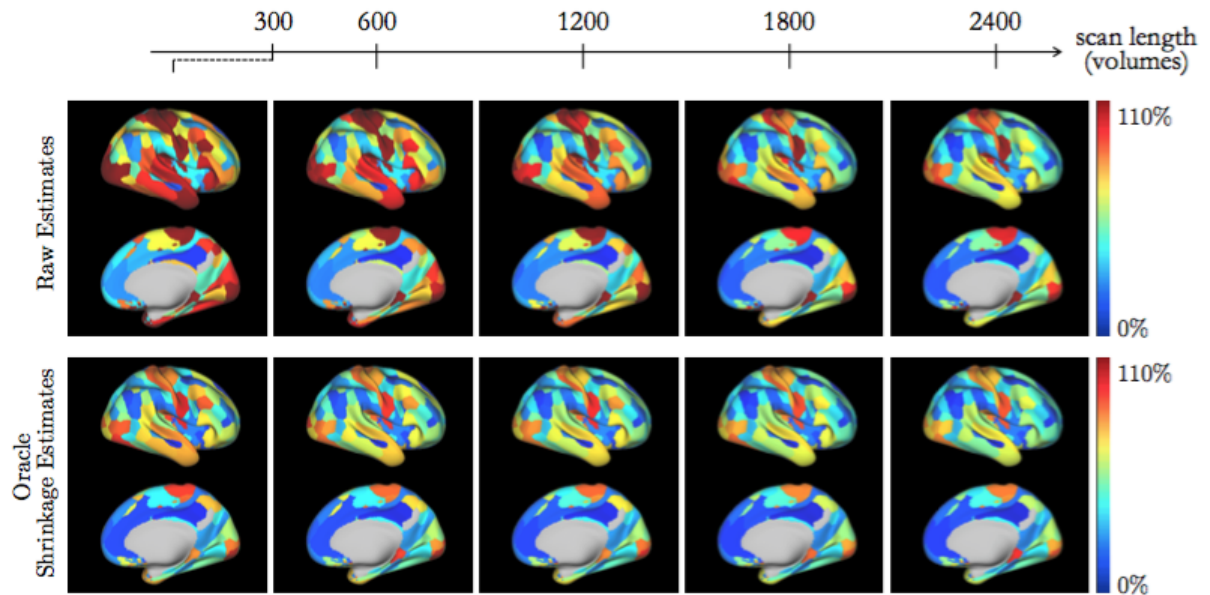 300 600 1200 1800 2400
scan length
(volumes)
Raw Estimates
110%
0%
Oracle
Shrinkage Estimates
110%
0%